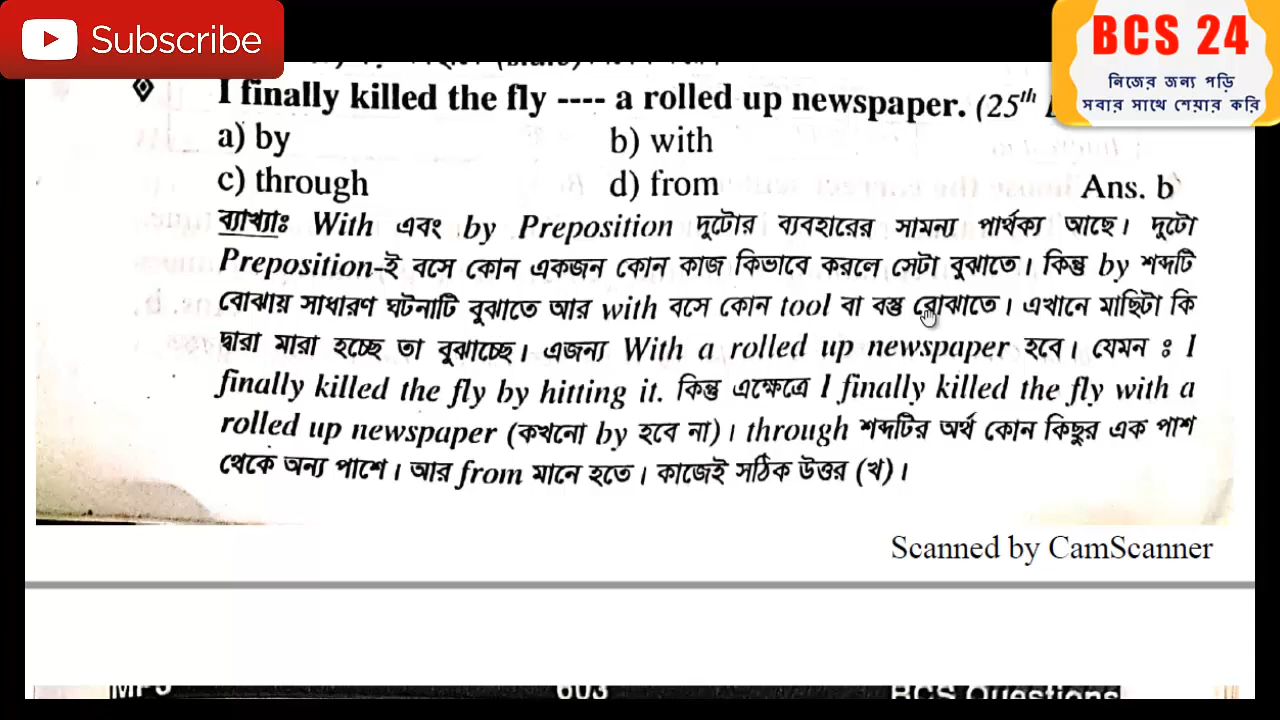 Subscribe
BCS 24
নিজের জন্য পড়ি
সবার সাথে শেয়ার করি
I finally killed the fly ---- a rolled up newspaper. (25th
a) by
b) with
c) through
d) from
Ans. b
ব্যাখ্যাঃ With এবং by Preposition দুটোর ব্যবহারের সামন্য পার্থক্য আছে। দুটো
Preposition-ই বসে কোন একজন কোন কাজ কিভাবে করলে সেটা বুঝাতে। কিন্তু by শব্দটি
বোঝায় সাধারণ ঘটনাটি বুঝাতে আর with বসে কোন tool বা বস্তু বোঝাতে। এখানে মাছিটা কি
দ্বারা মারা হচ্ছে তা বুঝাচ্ছে। এজন্য With a rolled up newspaper হবে। যেমন ঃ I
finally killed the fly by hitting it. কিন্তু এক্ষেত্রে I finally killed the fly with a
rolled up newspaper (কখনো by হবে না)। through শব্দটির অর্থ কোন কিছুর এক পাশ
থেকে অন্য পাশে। আর from মানে হতে। কাজেই সঠিক উত্তর (খ)।
Scanned by CamScanner
603
BCS Questions